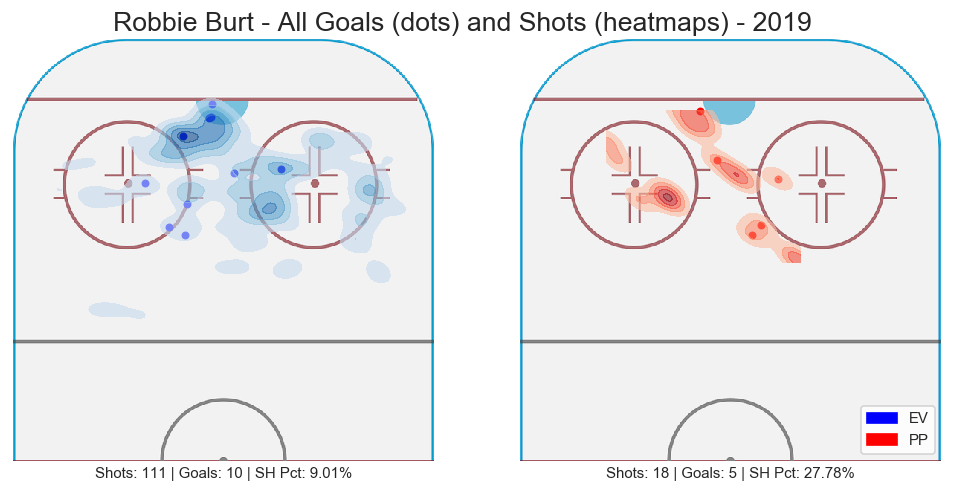 Robbie Burt - All Goals (dots) and Shots (heatmaps) - 2019
EV
PP
Shots: 111 | Goals: 10 | SH Pct: 9.01%
Shots: 18 | Goals: 5 | SH Pct: 27.78%